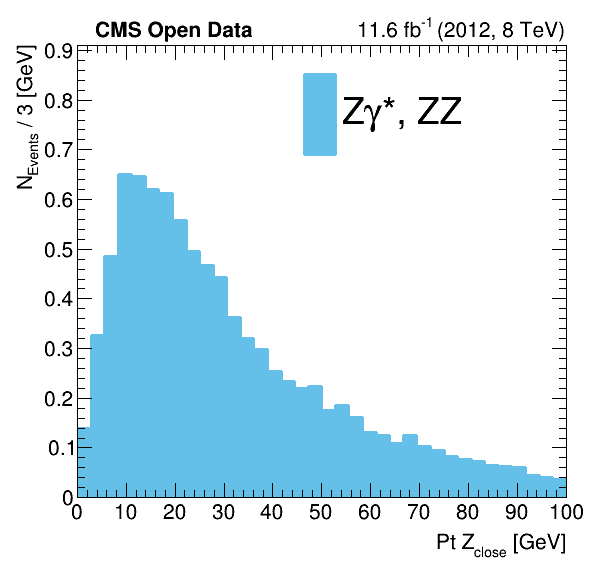 CMS Open Data
11.6 fb⁻¹ (2012, 8 TeV)
N_Events / 3 [GeV]
0.9
0.8
0.7
0.6
0.5
0.4
0.3
0.2
0.1
0
Zγ*, ZZ
0 10 20 30 40 50 60 70 80 90 100
Pt Z_close [GeV]